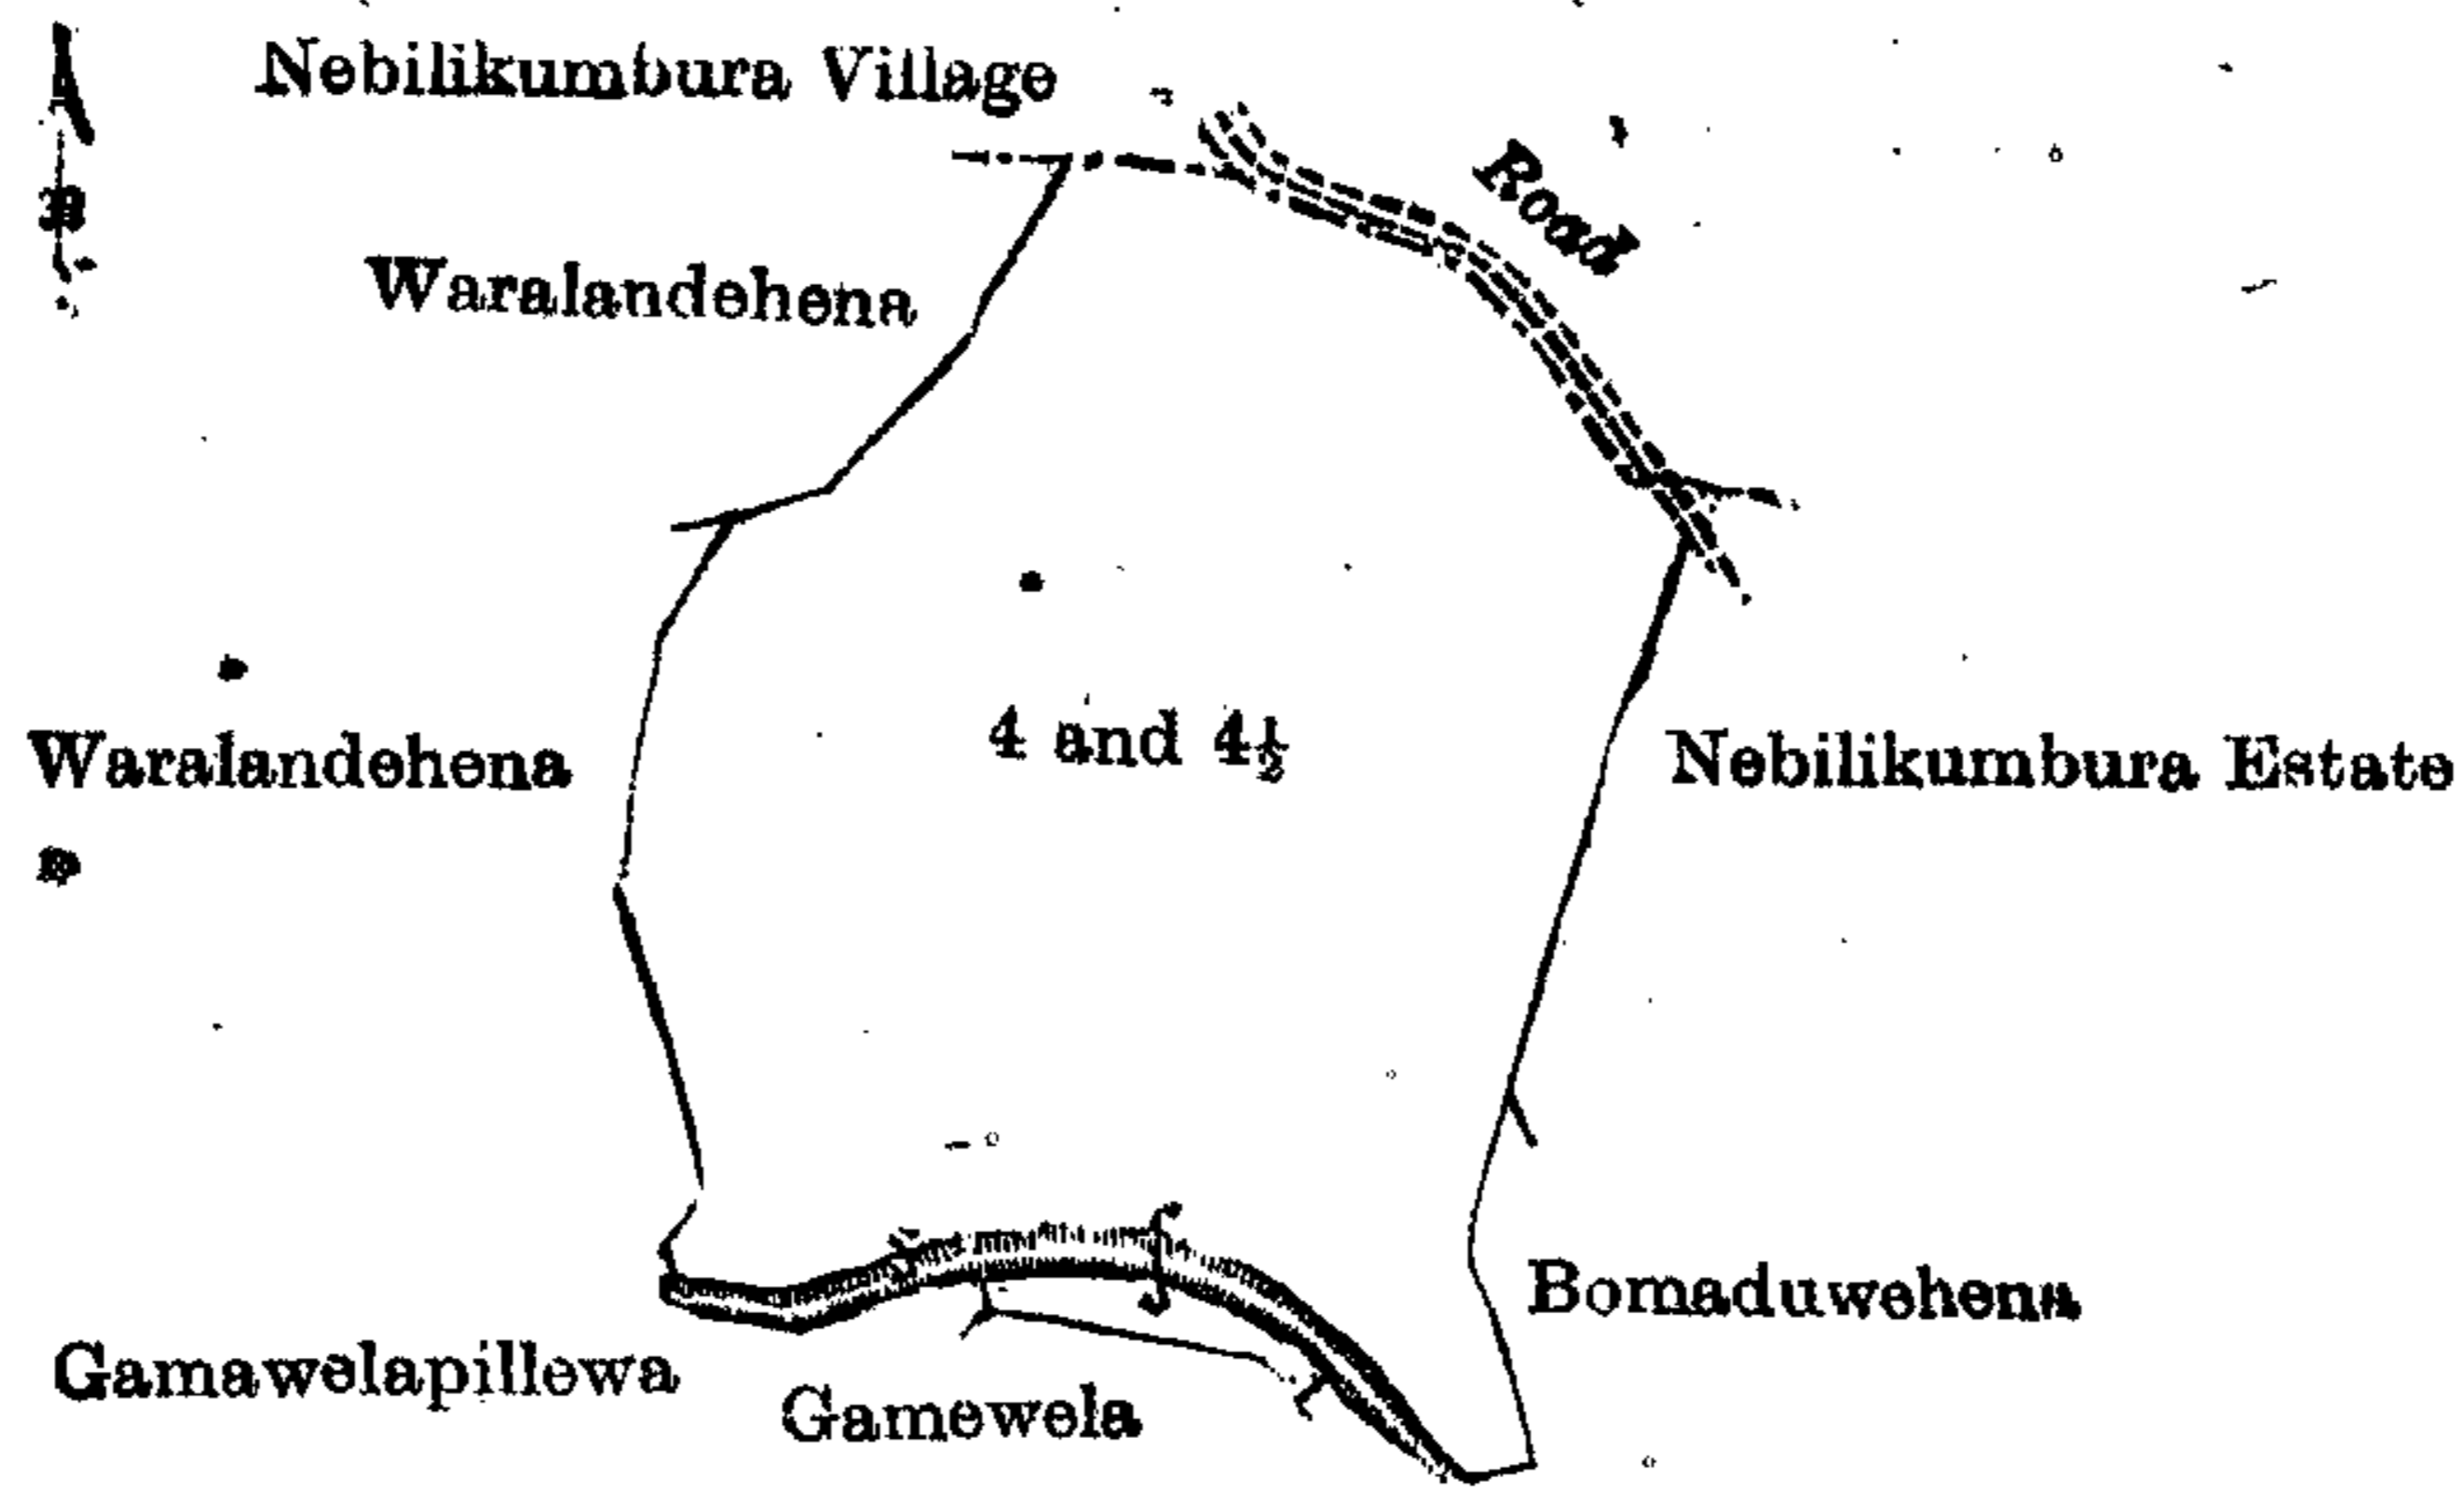 Nebilikumbura Village
Road
Waralandehena
Waralandehena
4 and 4½
Nebilikumbura Estate
Bomaduwehena
Gamawelapillewa
Gamewela